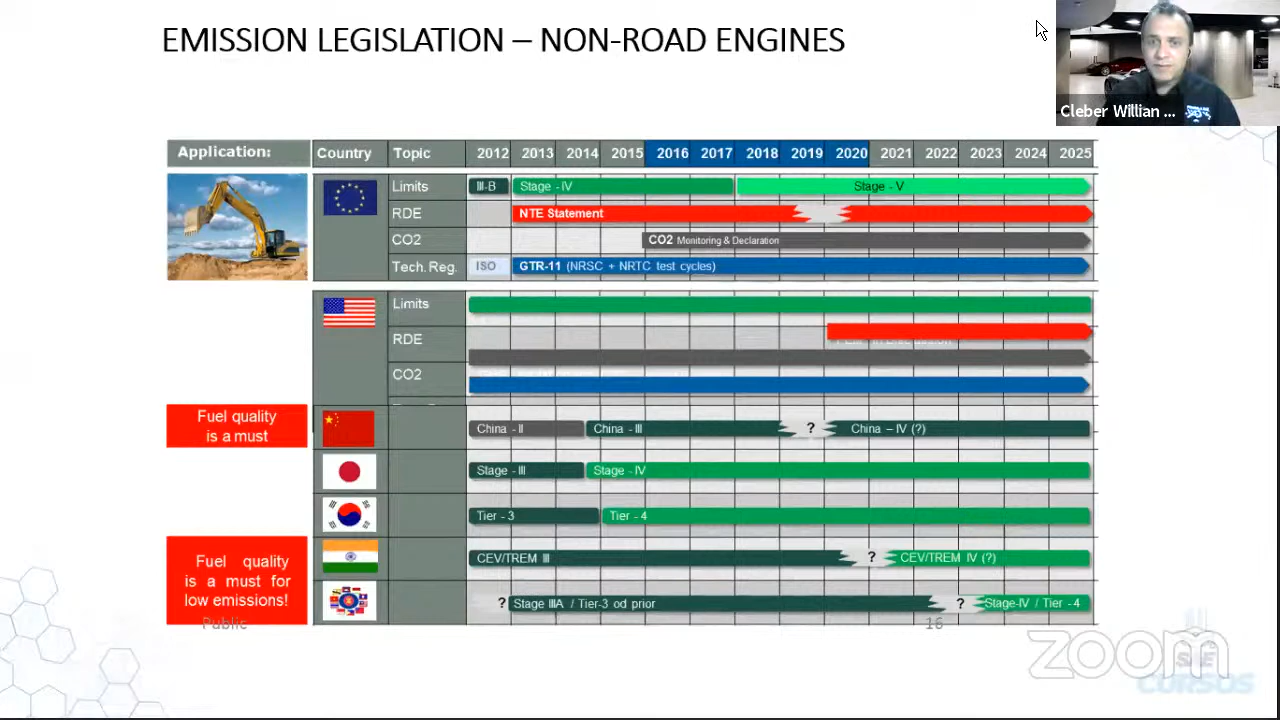 EMISSION LEGISLATION – NON-ROAD ENGINES
Cleber Willian ...
Application:
Country Topic 2012 2013 2014 2015 2016 2017 2018 2019 2020 2021 2022 2023 2024 2025
Limits III-B Stage - IV Stage - V
RDE NTE Statement
CO2 CO2 Monitoring & Declaration
Tech. Reg. ISO GTR-11 (NRSC + NRTC test cycles)
Limits
RDE
CO2
Fuel quality
is a must
China - II China - III ? China – IV (?)
Stage - III Stage - IV
Tier - 3 Tier - 4
Fuel quality
is a must for
low emissions!
CEV/TREM III ? CEV/TREM IV (?)
? Stage IIIA / Tier-3 od prior ? Stage-IV / Tier - 4
Public
16
zoom
SAE
CURSOS